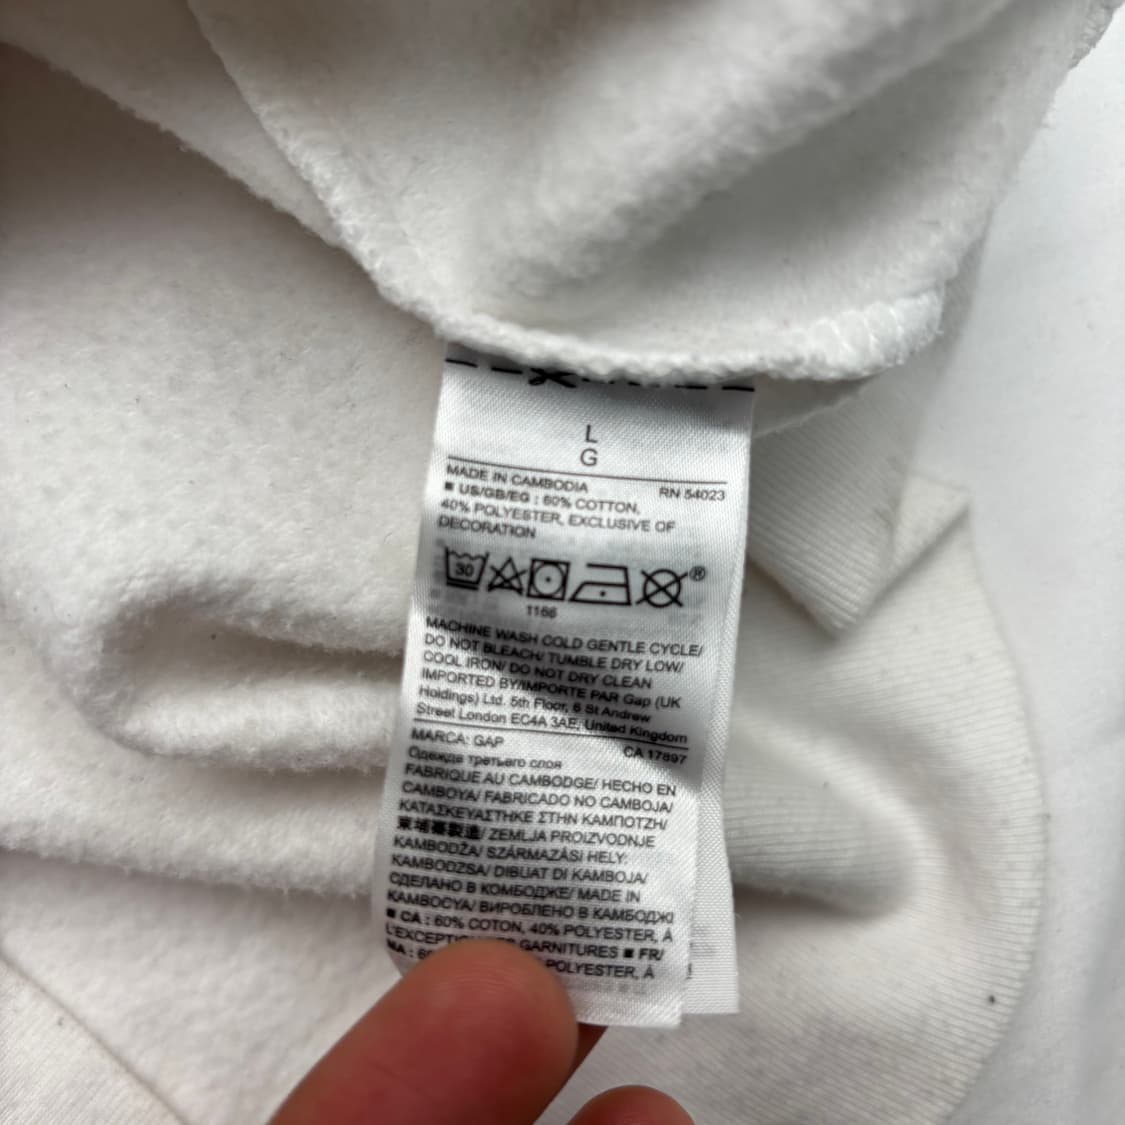 L
G
MADE IN CAMBODIA RN 54023
■ US/GB/EG : 60% COTTON,
40% POLYESTER, EXCLUSIVE OF
DECORATION
30 ®
1166
MACHINE WASH COLD GENTLE CYCLE/
DO NOT BLEACH/ TUMBLE DRY LOW/
COOL IRON/ DO NOT DRY CLEAN
IMPORTED BY/IMPORTE PAR Gap (UK
Holdings) Ltd. 5th Floor, 6 St Andrew
Street London EC4A 3AE, United Kingdom
MARCA: GAP CA 17897
Одежда третьего слоя
FABRIQUE AU CAMBODGE/ HECHO EN
CAMBOYA/ FABRICADO NO CAMBOJA/
ΚΑΤΑΣΚΕΥΑΣΤΗΚΕ ΣΤΗΝ ΚΑΜΠΟΤΖΗ/
柬埔寨製造/ ZEMLJA PROIZVODNJE
KAMBODŽA/ SZÁRMAZÁSI HELY:
KAMBODZSA/ DIBUAT DI KAMBOJA/
СДЕЛАНО В КОМБОДЖЕ/ MADE IN
KAMBOCYA/ ВИРОБЛЕНО В КАМБОДЖІ
■ CA : 60% COTON, 40% POLYESTER, À
GARNITURES ■ FR/
MA : POLYESTER, À